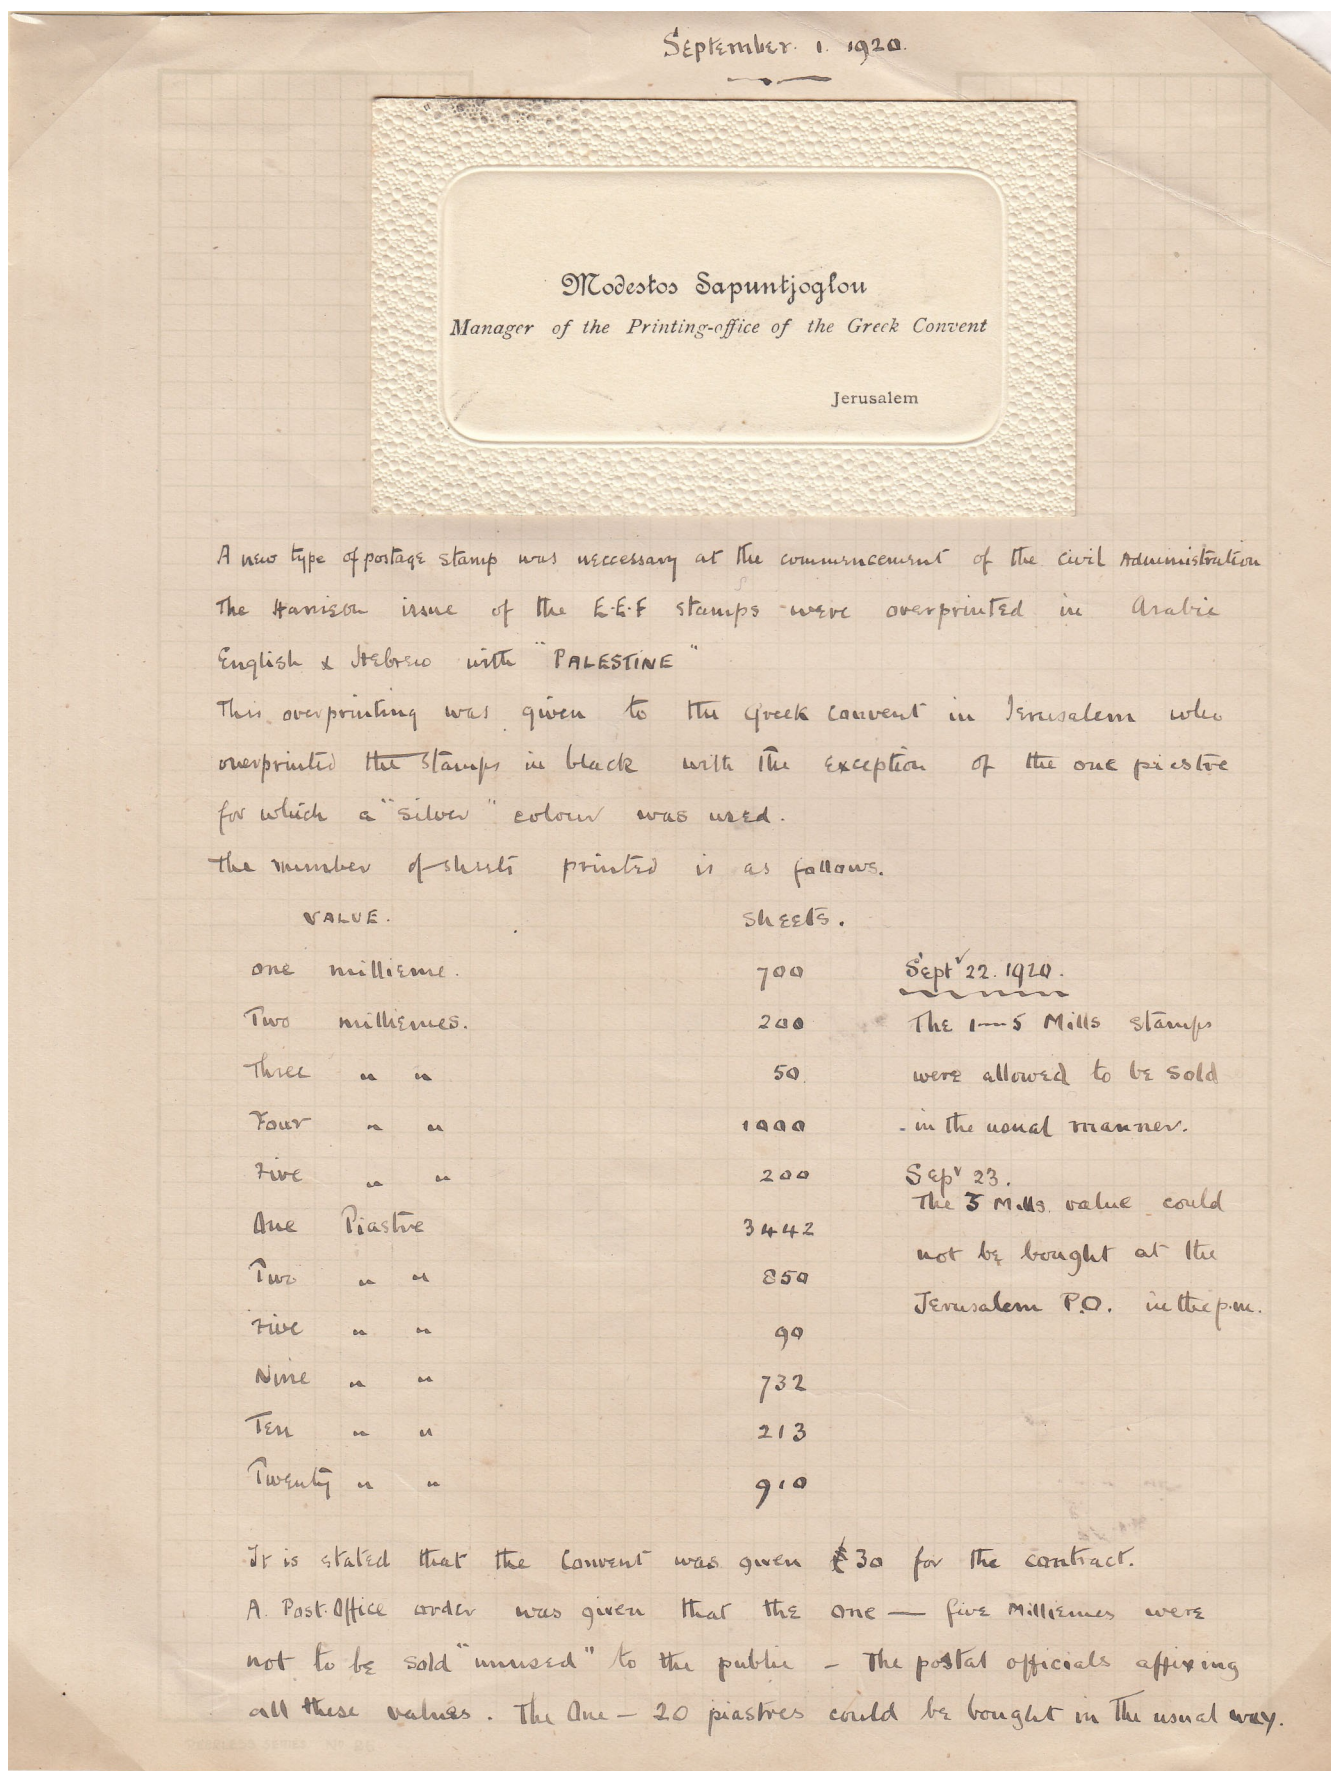 September 1. 1920.
Modestos Sapuntjoglou
Manager of the Printing-office of the Greek Convent
Jerusalem
A new type of postage stamp was neccessary at the commencement of the Civil Administration
The Harrison issue of the E.E.F stamps were overprinted in Arabic
English & Hebrew with "PALESTINE"
This overprinting was given to the Greek Convent in Jerusalem who
overprinted the stamps in black with the exception of the one piastre
for which a "silver" colour was used.
The number of sheets printed is as follows.
VALUE. Sheets.
One millieme. 700
Two milliemes. 200
Three " " 50
Four " " 1000
Five " " 200
One Piastre 3442
Two " " 850
Five " " 90
Nine " " 732
Ten " " 213
Twenty " " 910
Septr 22. 1920.
The 1—5 Mills stamps
were allowed to be sold
in the usual manner.
Sepr 23.
The 3 Mills value could
not be bought at the
Jerusalem P.O. in the p.m.
It is stated that the Convent was given £30 for the contract.
A Post-Office order was given that the one — five Milliemes were
not to be sold "unused" to the public — The postal officials affixing
all these values. The One — 20 piastres could be bought in the usual way.